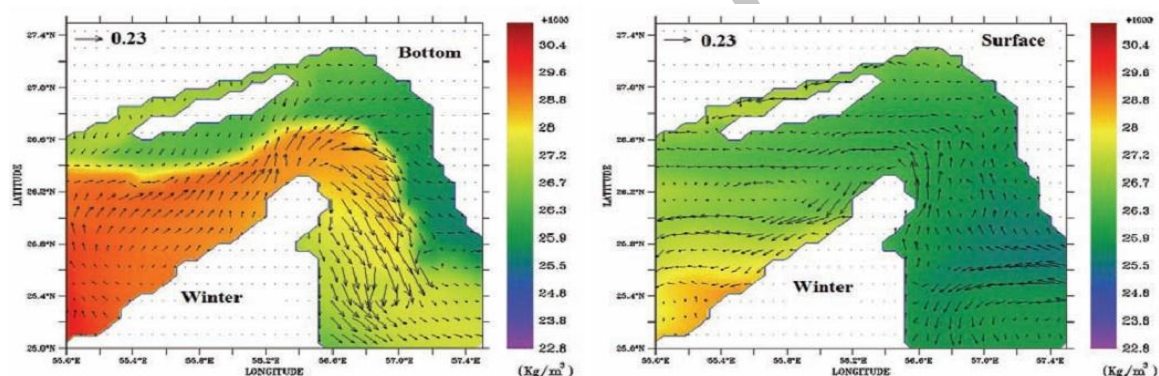 +1000
27.4°N
0.23
Bottom
30.4
29.6
27.0°N
28.8
28
26.6°N
27.2
LATITUDE
26.2°N
26.7
26.3
25.8°N
25.9
25.5
Winter
25.4°N
24.7
23.8
25.0°N
22.8
55.0°E 55.4°E 55.8°E 56.2°E 56.6°E 57.0°E 57.4°E
LONGITUDE
(Kg/m³)
+1000
27.4°N
0.23
Surface
30.4
29.6
27.0°N
28.8
28
26.6°N
27.2
LATITUDE
26.2°N
26.7
26.3
25.8°N
25.9
25.5
Winter
25.4°N
24.7
23.8
25.0°N
22.8
55.0°E 55.4°E 55.8°E 56.2°E 56.6°E 57.0°E 57.4°E
LONGITUDE
(Kg/m³)